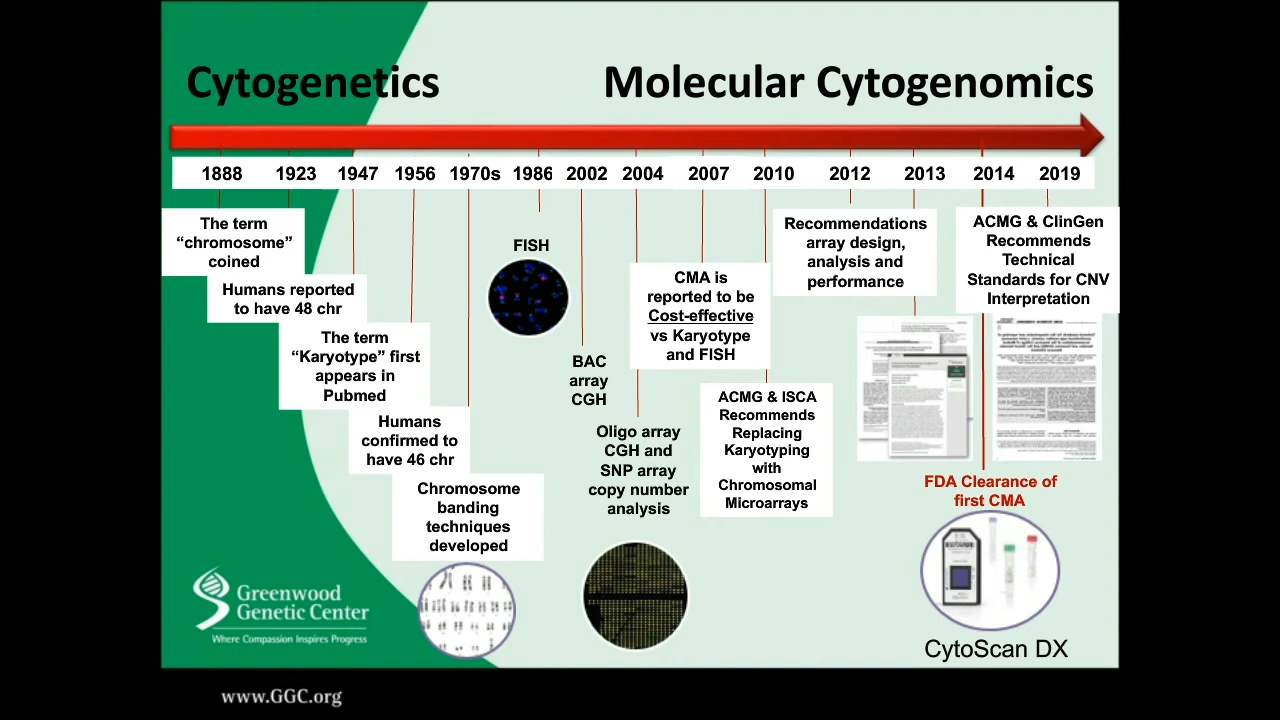 Cytogenetics
Molecular Cytogenomics
1888 1923 1947 1956 1970s 1986 2002 2004 2007 2010 2012 2013 2014 2019
The term
“chromosome”
coined
Humans reported
to have 48 chr
The term
“Karyotype” first
appears in
Pubmed
Humans
confirmed to
have 46 chr
Chromosome
banding
techniques
developed
FISH
BAC
array
CGH
Oligo array
CGH and
SNP array
copy number
analysis
CMA is
reported to be
Cost-effective
vs Karyotype
and FISH
ACMG & ISCA
Recommends
Replacing
Karyotyping
with
Chromosomal
Microarrays
Recommendations
array design,
analysis and
performance
ACMG & ClinGen
Recommends
Technical
Standards for CNV
Interpretation
FDA Clearance of
first CMA
CytoScan DX
Greenwood
Genetic Center
Where Compassion Inspires Progress
www.GGC.org